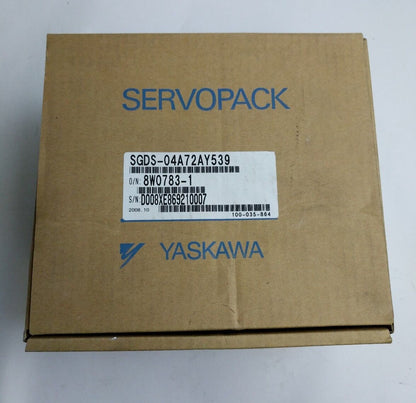 SERVOPACK
SGDS-04A72AY539
O/N. 8W0783-1
S/N. D008XE869210007
2008. 10
100-035-864
YASKAWA